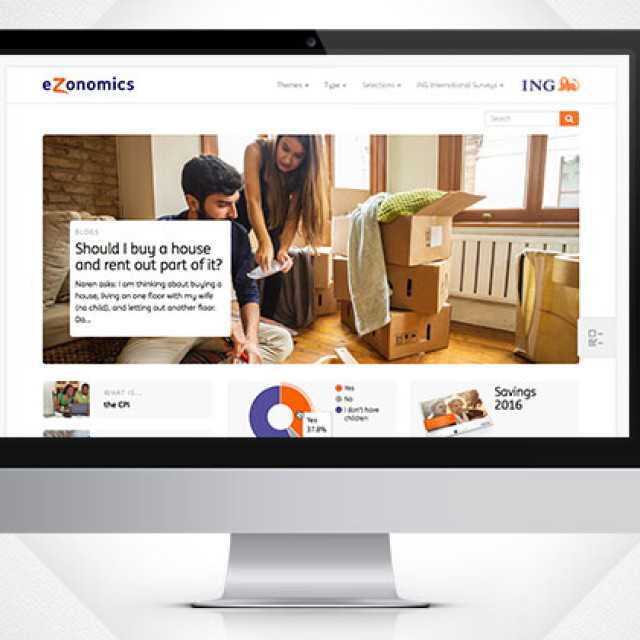 eZonomics
Themes Type Selections ING International Surveys
ING
Search
BLOGS
Should I buy a house
and rent out part of it?
Naren asks: I am thinking about buying a
house, living on one floor with my wife
(no child), and letting out another floor.
Do...
WHAT IS...
the CPI
Yes
No
I don't have
children
Yes
37.8%
Savings
2016